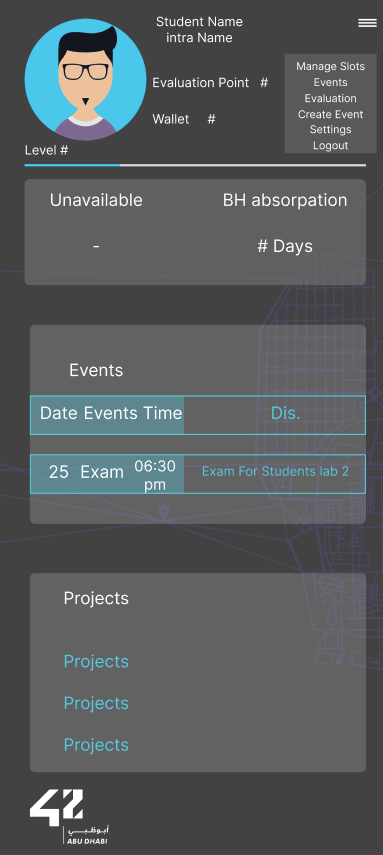 Student Name
intra Name
Evaluation Point #
Wallet #
Level #
Manage Slots
Events
Evaluation
Create Event
Settings
Logout
Unavailable
-
BH absorpation
# Days
Events
Date Events Time Dis.
25 Exam 06:30 pm Exam For Students lab 2
Projects
Projects
Projects
Projects
42
أبوظبـي
ABU DHABI